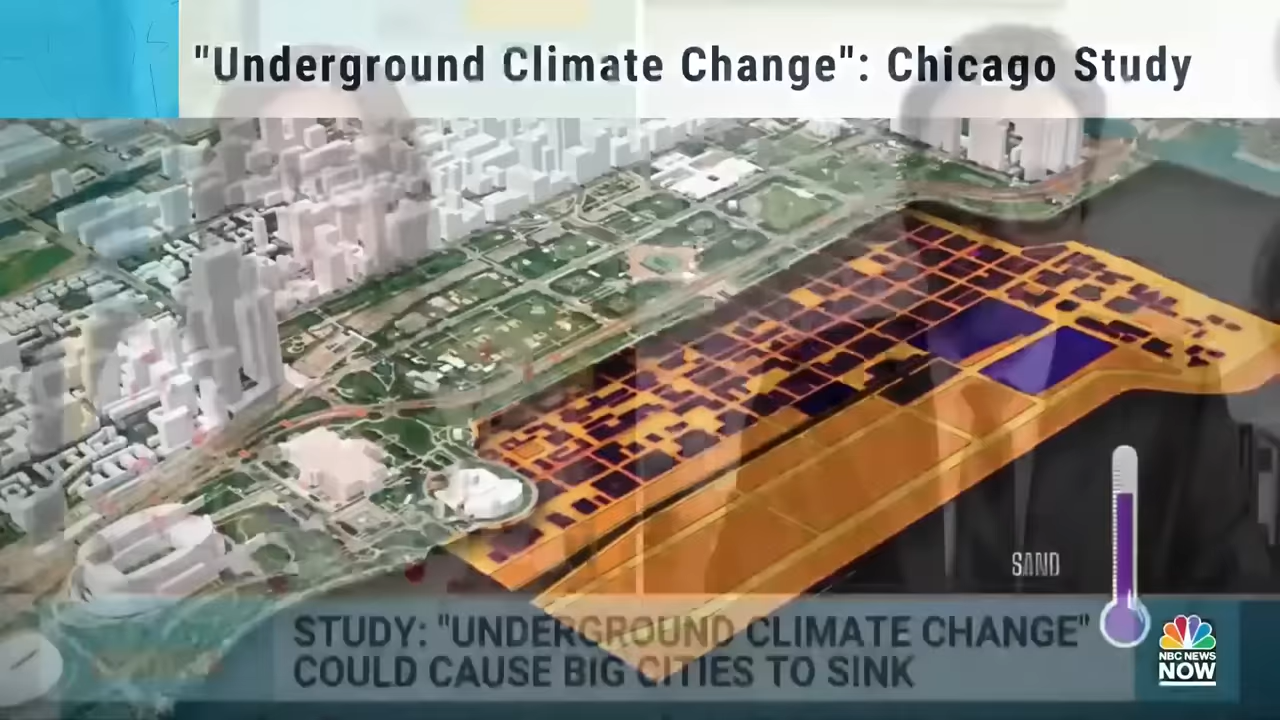 "Underground Climate Change": Chicago Study
SAND
STUDY: "UNDERGROUND CLIMATE CHANGE"
COULD CAUSE BIG CITIES TO SINK
NBC NEWS
NOW